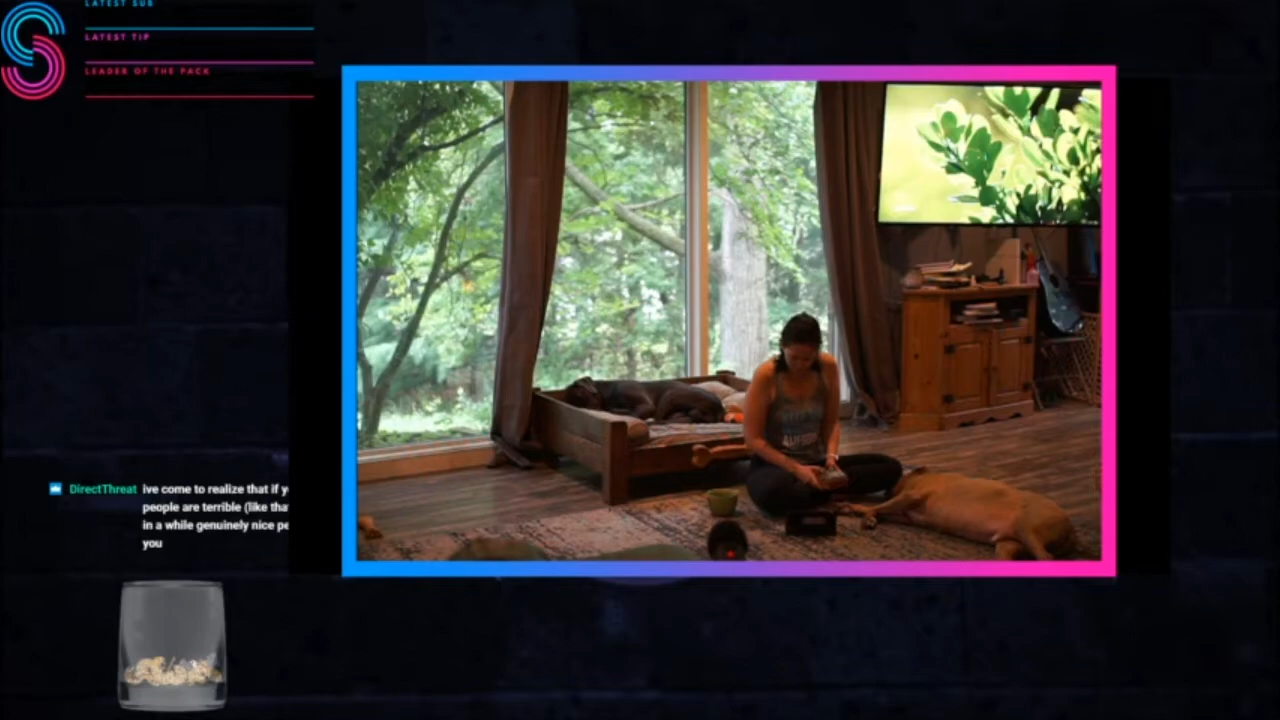 LATEST SUB
LATEST TIP
LEADER OF THE PACK
DirectThreat ive come to realize that if y
people are terrible (like tha
in a while genuinely nice pe
you